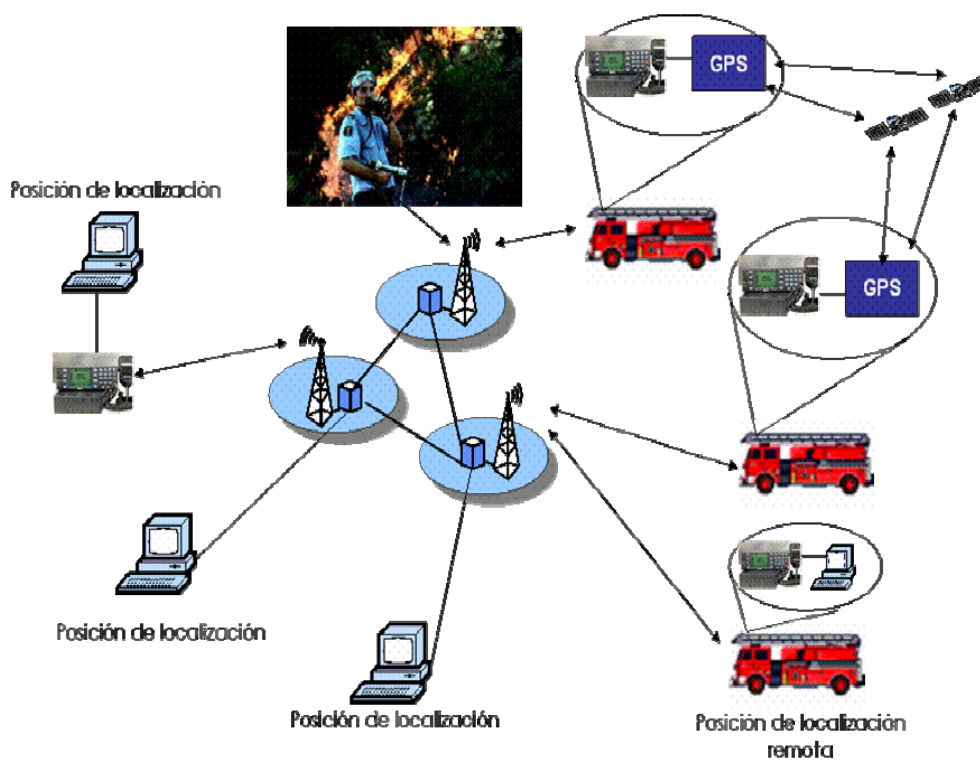 GPS
Posición de localización
GPS
Posición de localización
Posición de localización
Posición de localización
remota